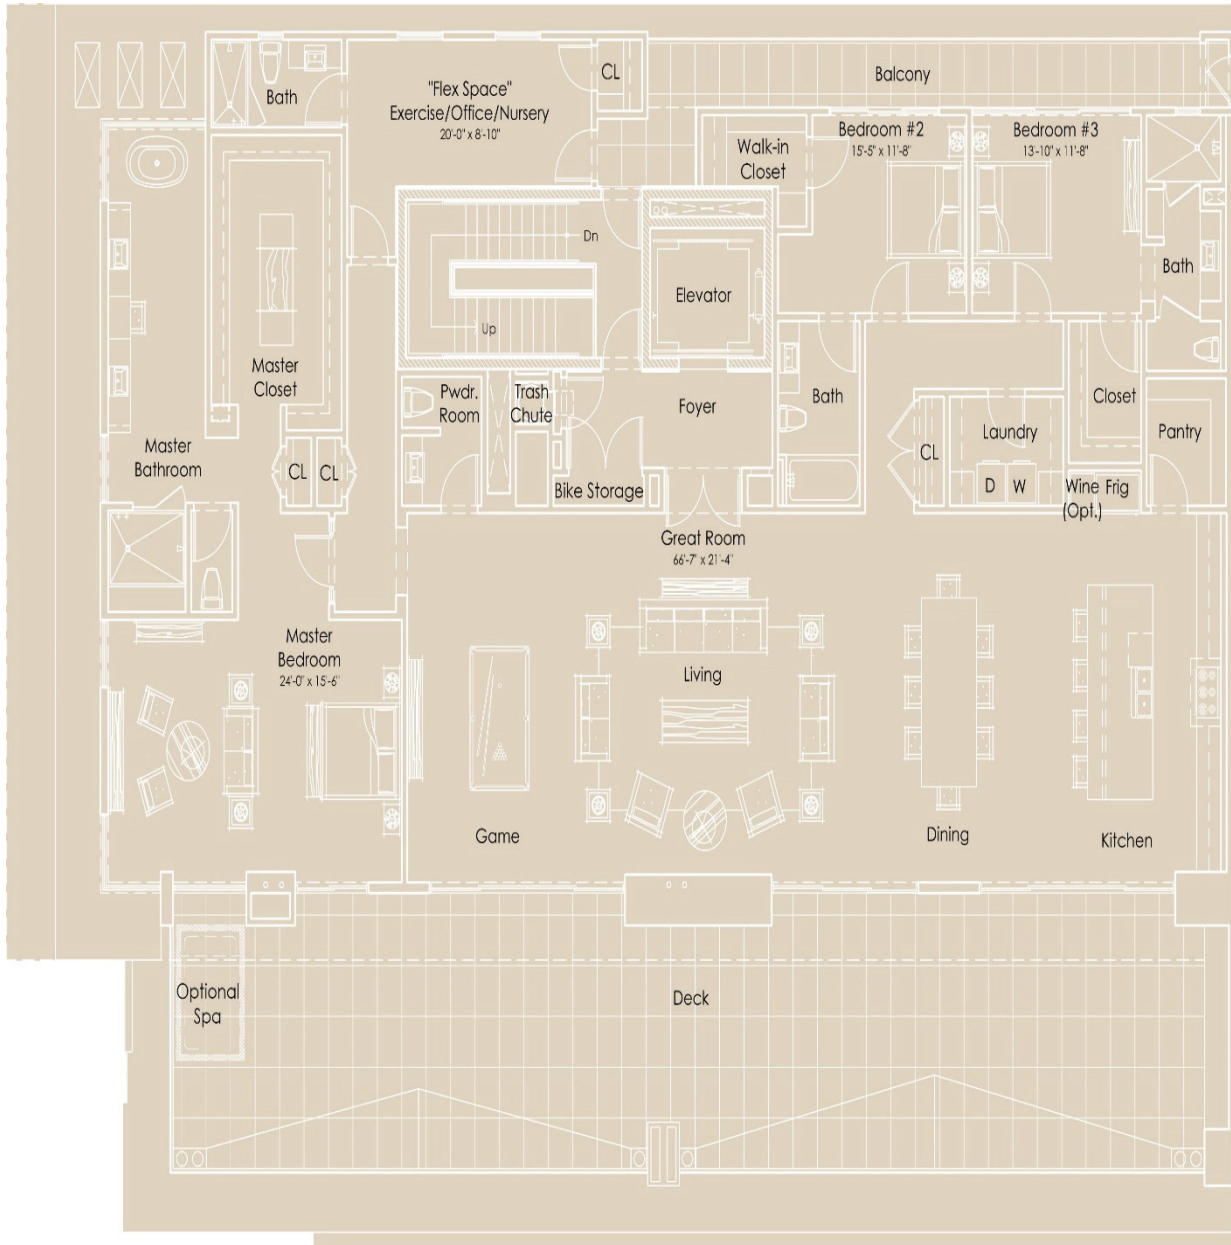 Bath
"Flex Space"
Exercise/Office/Nursery
20'-0" x 8'-10"
CL
Balcony
Walk-in
Closet
Bedroom #2
15'-5" x 11'-8"
Bedroom #3
13'-10" x 11'-8"
Dn
Up
Elevator
Bath
Master
Closet
Pwdr.
Room
Trash
Chute
Foyer
Bath
Closet
Laundry
Pantry
Master
Bathroom
CL
CL
CL
D
W
Bike Storage
Wine Frig
(Opt.)
Great Room
66'-7" x 21'-4"
Master
Bedroom
24'-0" x 15'-6"
Living
Game
Dining
Kitchen
Optional
Spa
Deck